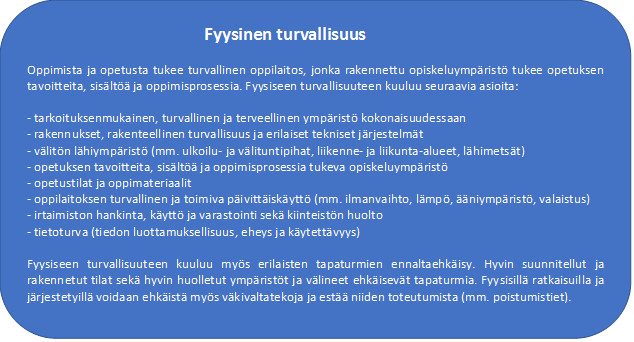 Fyysinen turvallisuus
Oppimista ja opetusta tukee turvallinen oppilaitos, jonka rakennettu opiskeluympäristö tukee opetuksen
tavoitteita, sisältöä ja oppimisprosessia. Fyysiseen turvallisuuteen kuuluu seuraavia asioita:
- tarkoituksenmukainen, turvallinen ja terveellinen ympäristö kokonaisuudessaan
- rakennukset, rakenteellinen turvallisuus ja erilaiset tekniset järjestelmät
- välitön lähiympäristö (mm. ulkoilu- ja välituntipihat, liikenne- ja liikunta-alueet, lähimetsät)
- opetuksen tavoitteita, sisältöä ja oppimisprosessia tukeva opiskeluympäristö
- opetustilat ja oppimateriaalit
- oppilaitoksen turvallinen ja toimiva päivittäiskäyttö (mm. ilmanvaihto, lämpö, ääniympäristö, valaistus)
- irtaimiston hankinta, käyttö ja varastointi sekä kiinteistön huolto
- tietoturva (tiedon luottamuksellisuus, eheys ja käytettävyys)
Fyysiseen turvallisuuteen kuuluu myös erilaisten tapaturmien ennaltaehkäisy. Hyvin suunnitellut ja
rakennetut tilat sekä hyvin huolletut ympäristöt ja välineet ehkäisevät tapaturmia. Fyysisillä ratkaisuilla ja
järjestetyillä voidaan ehkäistä myös väkivaltatekoja ja estää niiden toteutumista (mm. poistumistiet).